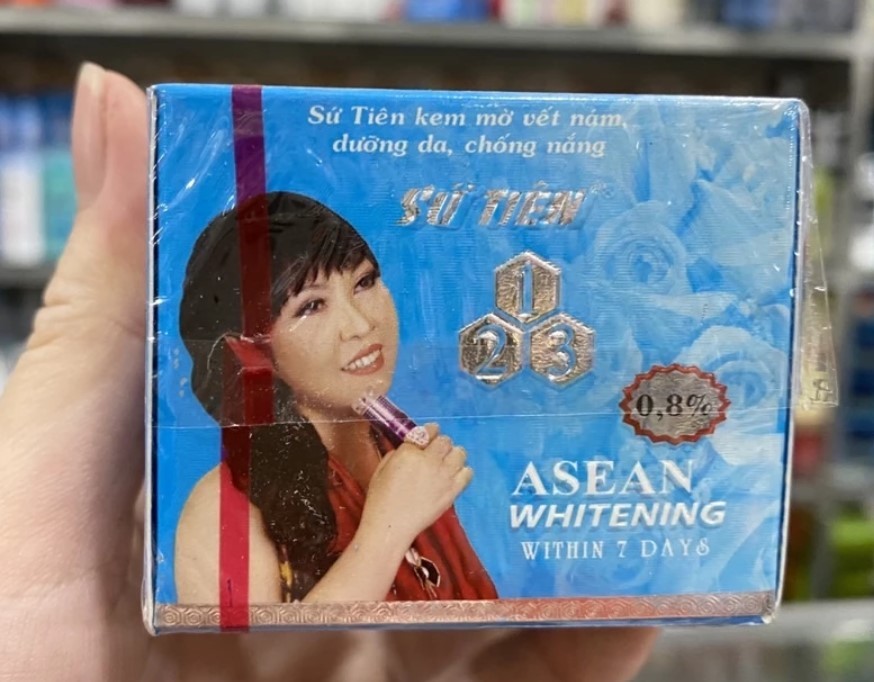 Sứ Tiên kem mờ vết nám,
dưỡng da, chống nắng
SỨ TIÊN
1
2 3
0,8%
ASEAN
WHITENING
WITHIN 7 DAYS